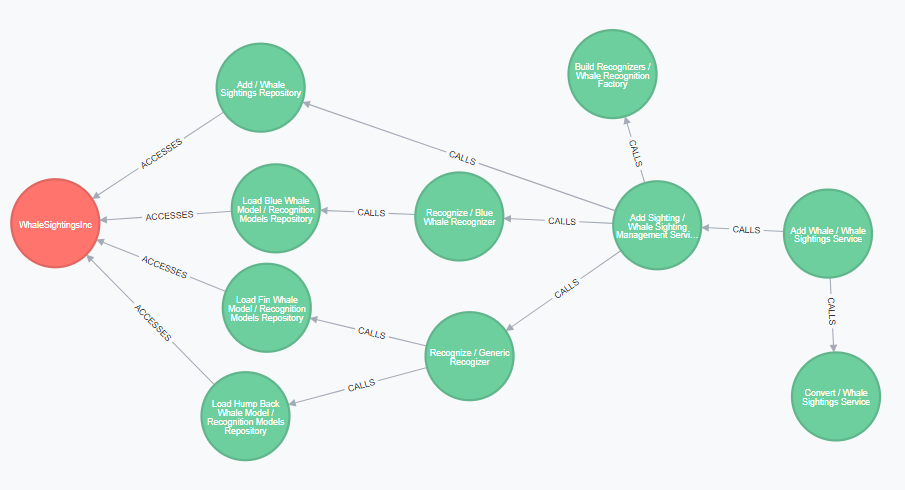 Add / Whale
Sightings Repository
Build Recognizers /
Whale Recognition
Factory
ACCESSES
CALLS
CALLS
WhaleSightingsInc
ACCESSES
Load Blue Whale
Model / Recognition
Models Repository
CALLS
Recognize / Blue
Whale Recognizer
CALLS
Add Sighting /
Whale Sighting
Management Servi...
CALLS
Add Whale / Whale
Sightings Service
ACCESSES
Load Fin Whale
Model / Recognition
Models Repository
CALLS
CALLS
CALLS
ACCESSES
Recognize / Generic
Recogizer
CALLS
Load Hump Back
Whale Model /
Recognition Models
Repository
Convert / Whale
Sightings Service